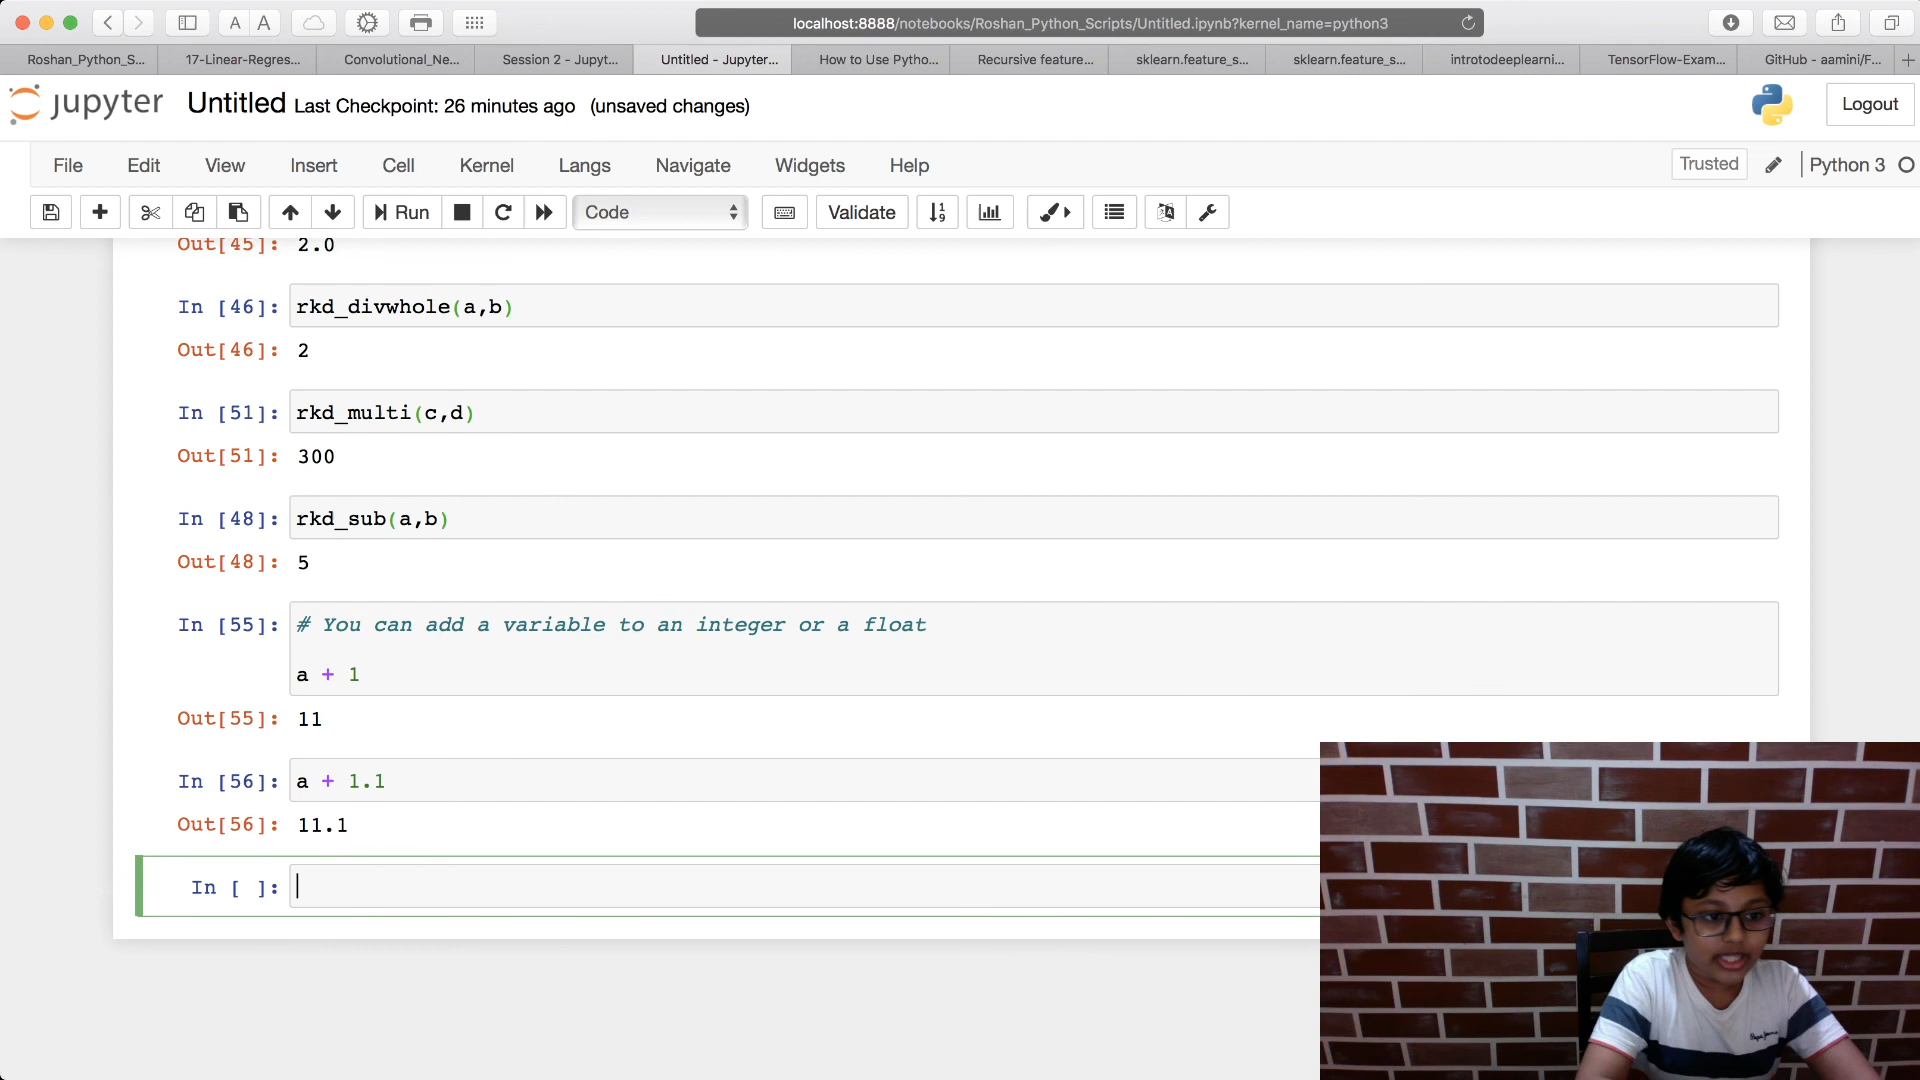 A A localhost:8888/notebooks/Roshan_Python_Scripts/Untitled.ipynb?kernel_name=python3
Roshan_Python_S... 17-Linear-Regres... Convolutional_Ne... Session 2 - Jupyt... Untitled - Jupyter... How to Use Pytho... Recursive feature... sklearn.feature_s... sklearn.feature_s... introtodeeplearni... TensorFlow-Exam... GitHub - aamini/F...
jupyter Untitled Last Checkpoint: 26 minutes ago (unsaved changes) Logout
File Edit View Insert Cell Kernel Langs Navigate Widgets Help Trusted Python 3
Run Code Validate
Out[45]: 2.0
In [46]: rkd_divwhole(a,b)
Out[46]: 2
In [51]: rkd_multi(c,d)
Out[51]: 300
In [48]: rkd_sub(a,b)
Out[48]: 5
In [55]: # You can add a variable to an integer or a float
a + 1
Out[55]: 11
In [56]: a + 1.1
Out[56]: 11.1
In [ ]: